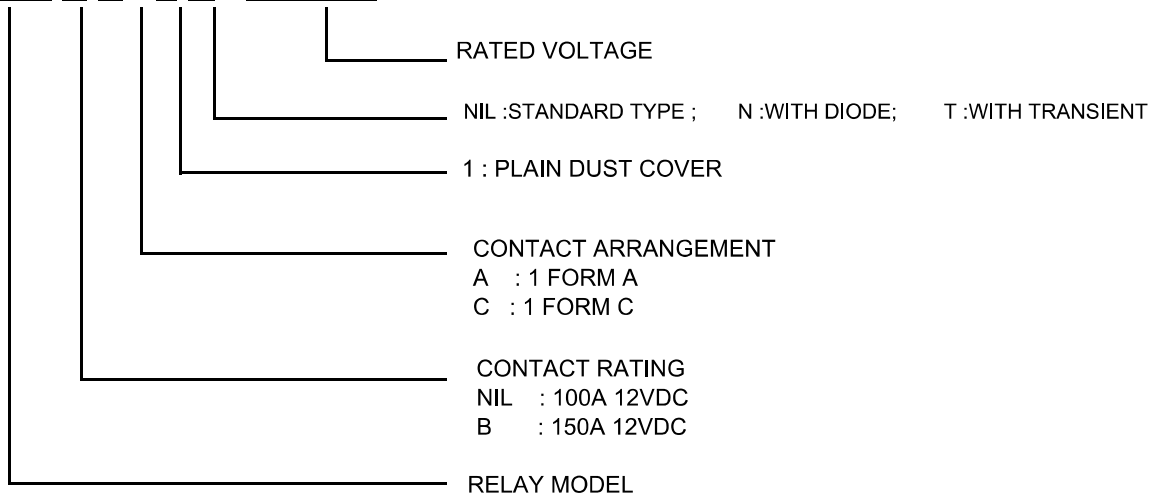 RATED VOLTAGE
NIL :STANDARD TYPE ; N :WITH DIODE; T :WITH TRANSIENT
1 : PLAIN DUST COVER
CONTACT ARRANGEMENT
A : 1 FORM A
C : 1 FORM C
CONTACT RATING
NIL : 100A 12VDC
B : 150A 12VDC
RELAY MODEL